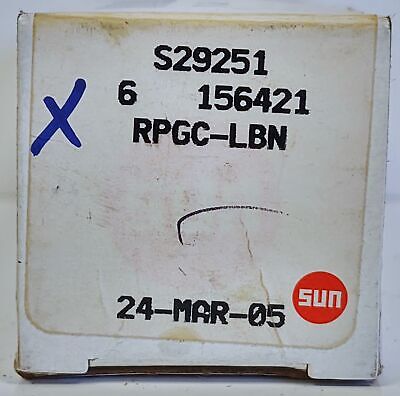 S29251
6 156421
X
RPGC-LBN
sun
24-MAR-05